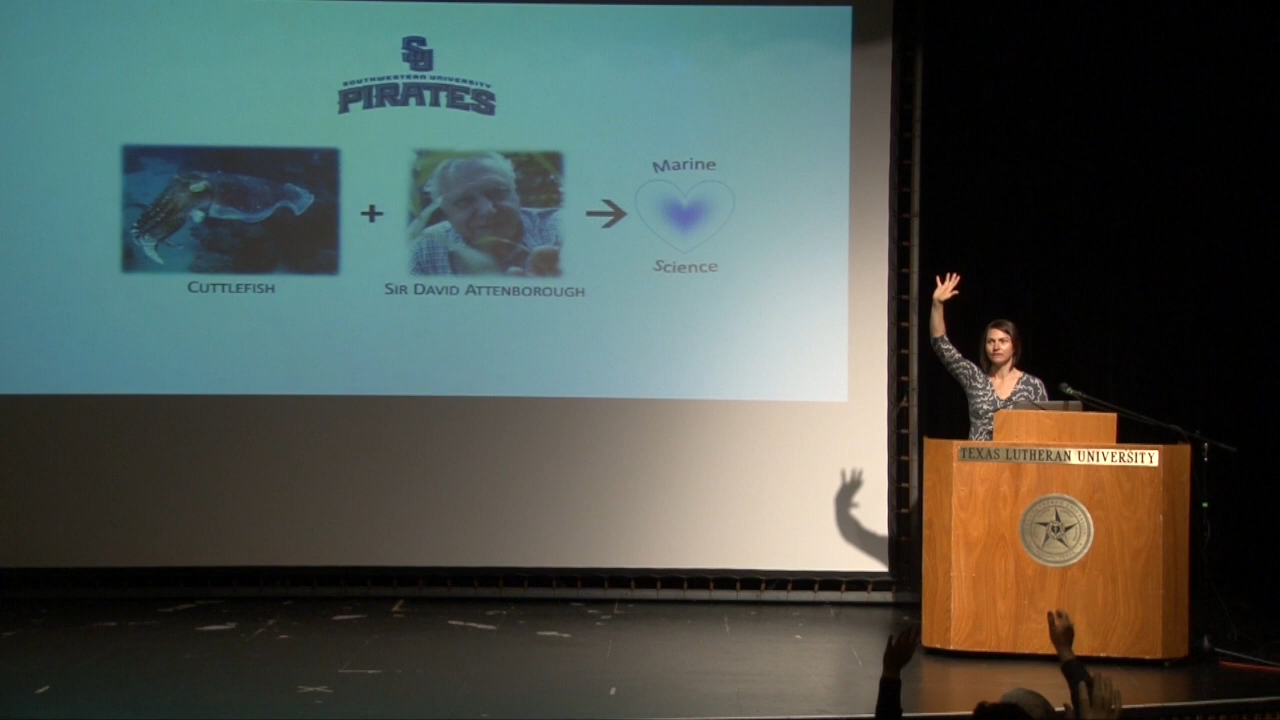 SU
SOUTHWESTERN UNIVERSITY
PIRATES
+
Marine
Science
CUTTLEFISH
SIR DAVID ATTENBOROUGH
TEXAS LUTHERAN UNIVERSITY